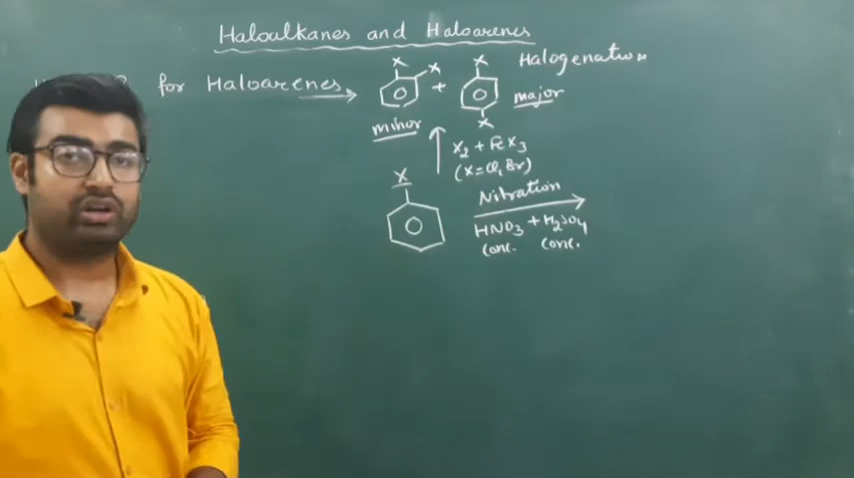 Haloalkanes and Haloarenes
for Haloarenes
X
X
+
X
X
Halogenation
minor
major
X₂ + FeX₃
(X=Cl, Br)
X
Nitration
HNO₃ + H₂SO₄
conc. conc.